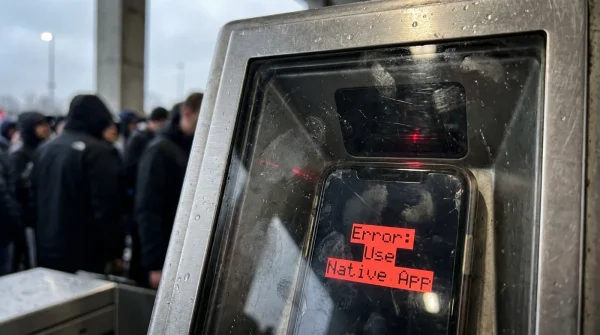 Error:
Use
Native App